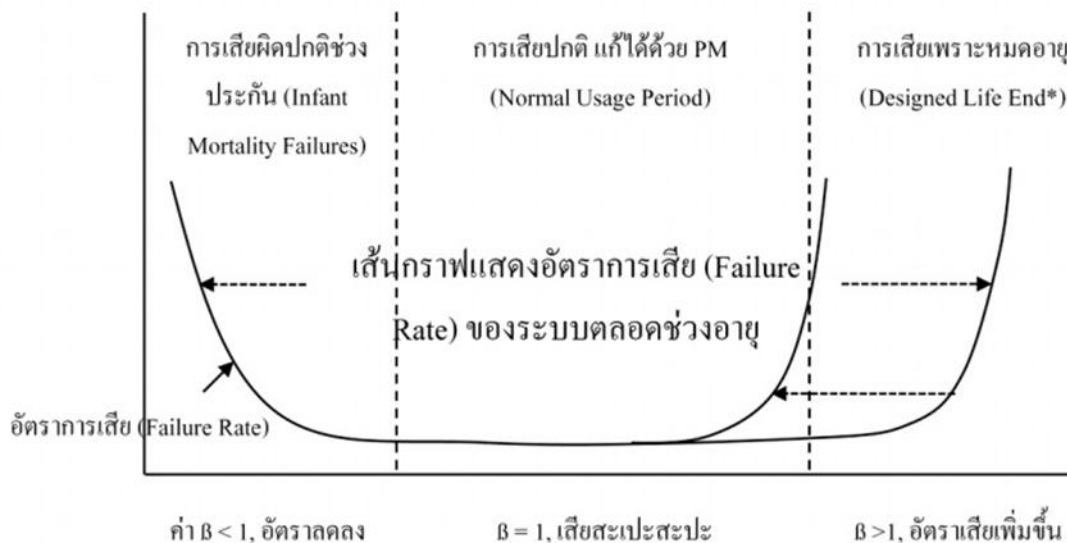 การเสียผิดปกติช่วง
ประกัน (Infant
Mortality Failures)
การเสียปกติ แก้ได้ด้วย PM
(Normal Usage Period)
การเสียเพราะหมดอายุ
(Designed Life End*)
เส้นกราฟแสดงอัตราการเสีย (Failure
Rate) ของระบบตลอดช่วงอายุ
อัตราการเสีย (Failure Rate)
ค่า ß < 1, อัตราลดลง
ß = 1, เสียสะเปะสะปะ
ß >1, อัตราเสียเพิ่มขึ้น